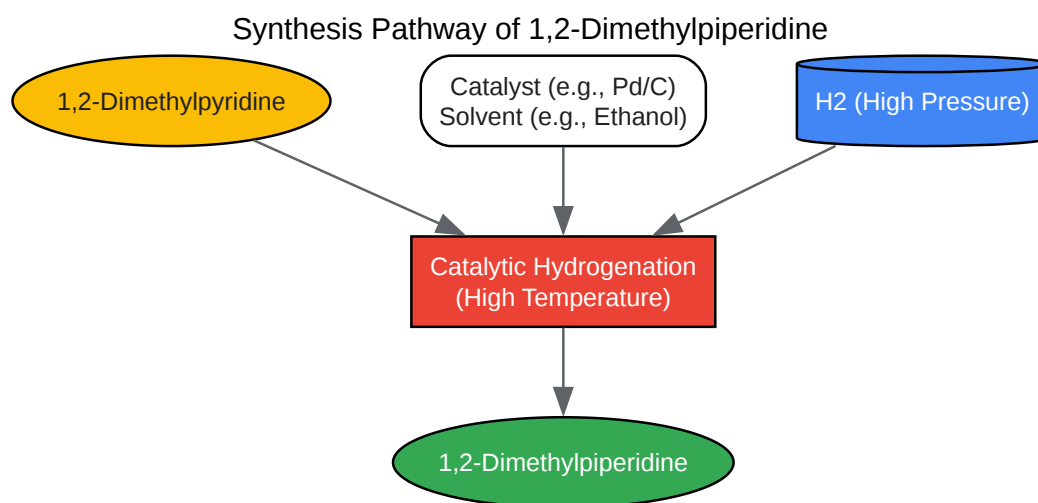 Synthesis Pathway of 1,2-Dimethylpiperidine
1,2-Dimethylpyridine
Catalyst (e.g., Pd/C)
Solvent (e.g., Ethanol)
H2 (High Pressure)
Catalytic Hydrogenation
(High Temperature)
1,2-Dimethylpiperidine